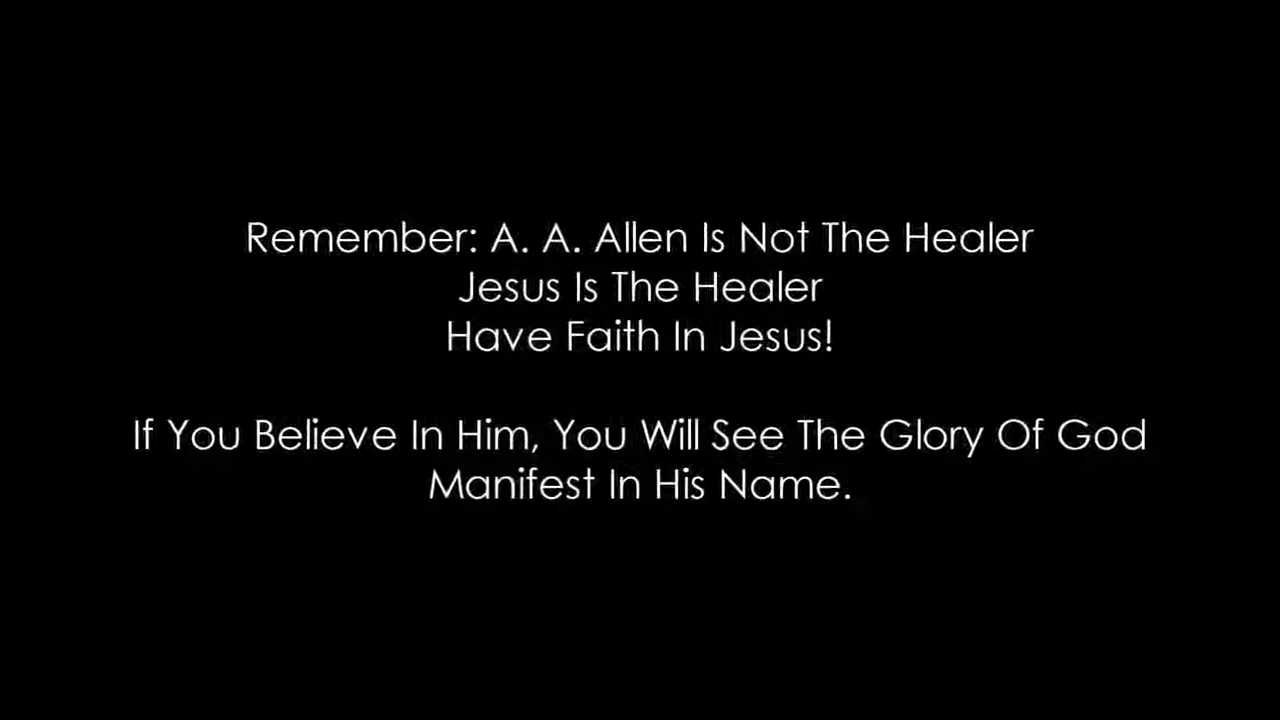 Remember: A. A. Allen Is Not The Healer
Jesus Is The Healer
Have Faith In Jesus!
If You Believe In Him, You Will See The Glory Of God
Manifest In His Name.